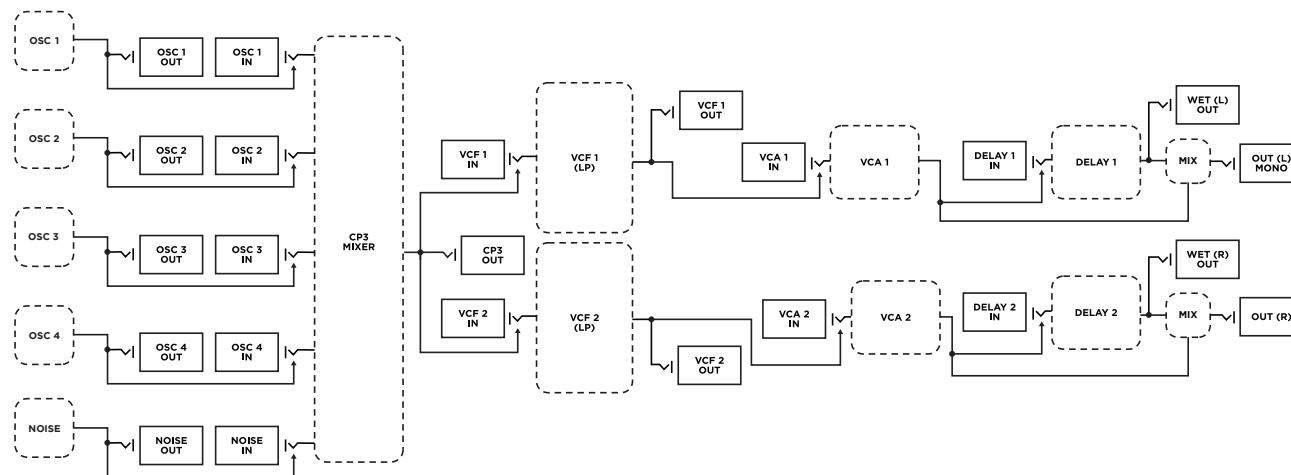 OSC 1
OSC 1
OUT
OSC 1
IN
OSC 2
OSC 2
OUT
OSC 2
IN
OSC 3
OSC 3
OUT
OSC 3
IN
OSC 4
OSC 4
OUT
OSC 4
IN
NOISE
NOISE
OUT
NOISE
IN
CP3
MIXER
VCF 1
IN
CP3
OUT
VCF 2
IN
VCF 1
(LP)
VCF 2
(LP)
VCF 1
OUT
VCF 2
OUT
VCA 1
IN
VCA 1
DELAY 1
IN
DELAY 1
WET (L)
OUT
MIX
OUT (L)
MONO
VCA 2
IN
VCA 2
DELAY 2
IN
DELAY 2
WET (R)
OUT
MIX
OUT (R)